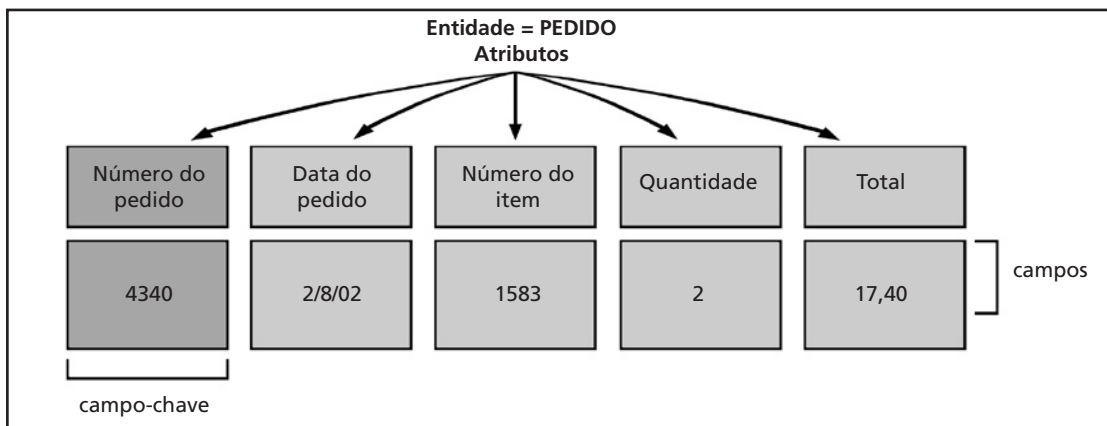 Entidade = PEDIDO
Atributos
Número do
pedido
Data do
pedido
Número do
item
Quantidade
Total
4340
2/8/02
1583
2
17,40
campos
campo-chave